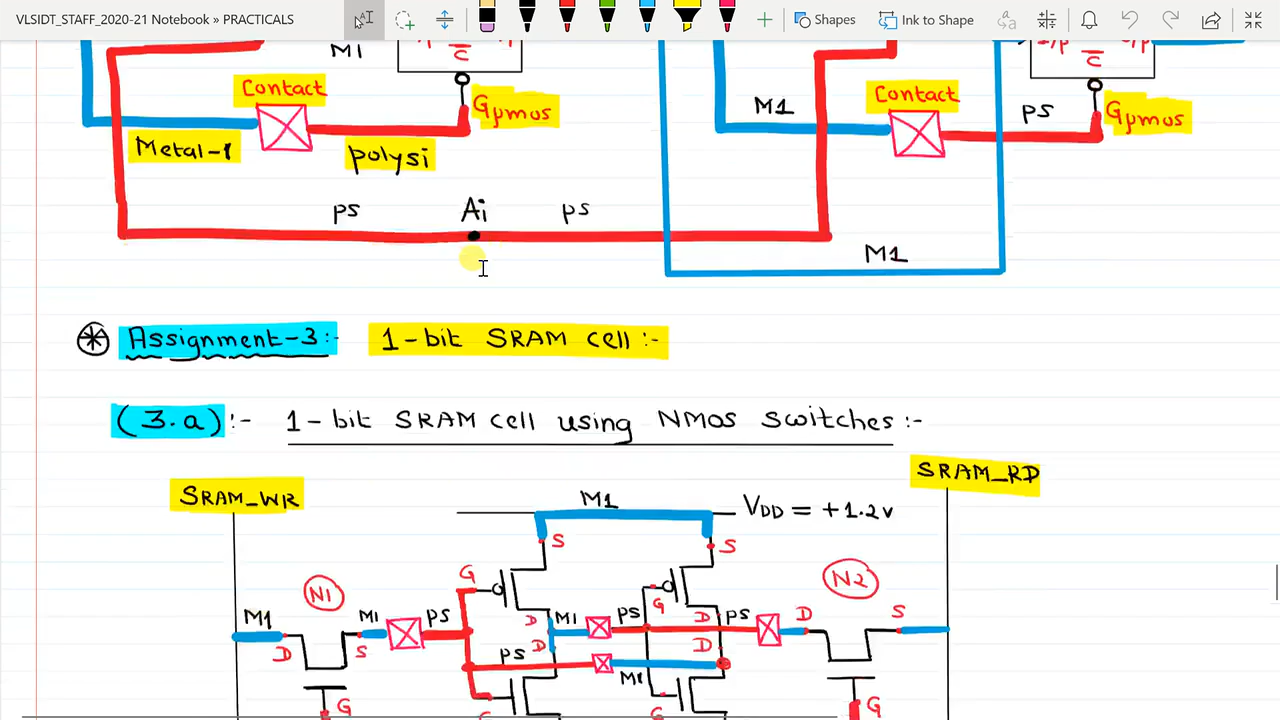 VLSIDT_STAFF_2020-21 Notebook » PRACTICALS
Shapes
Ink to Shape
M1
C
I/p
C
O/p
Contact
Gpmos
Metal-1
polysi
M1
Contact
ps
Gpmos
ps
Ai
ps
M1
Assignment-3:-
1-bit SRAM cell:-
(3.a):-
1-bit SRAM cell using NMOS switches:-
SRAM_WR
SRAM_RD
M1
VDD = +1.2v
S
S
N1
G
N2
M1
M1
PS
D
M1
PS
G
D
PS
D
S
D
S
D
D
PS
M1
G
G
G
G